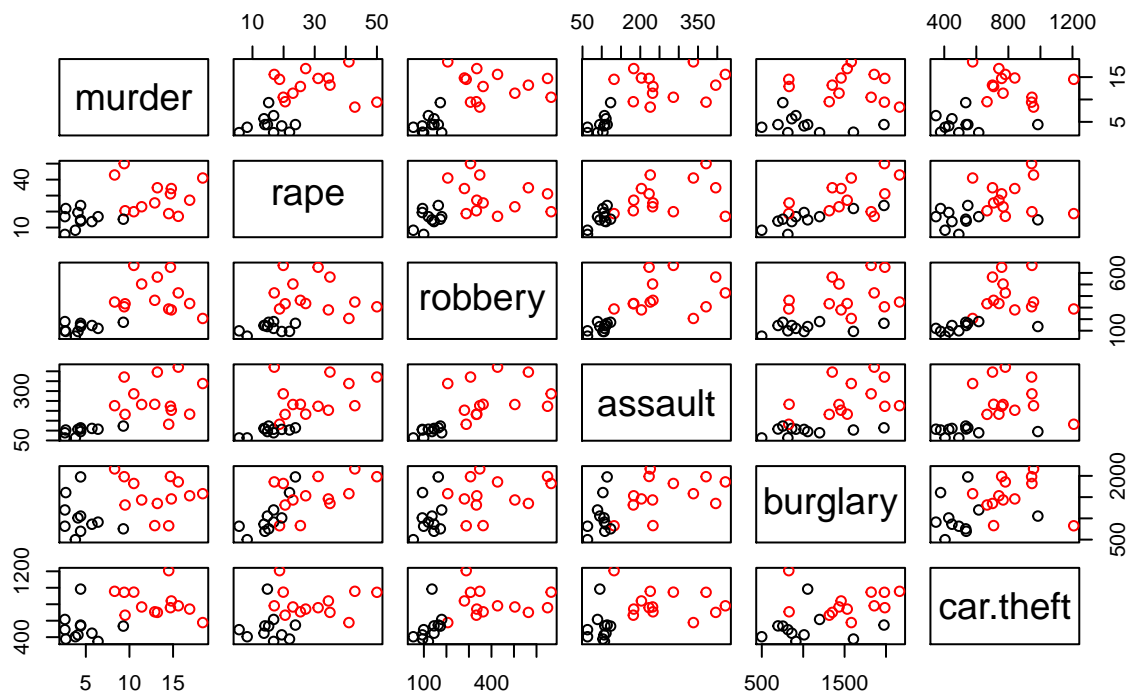 10 30 50 50 200 350 400 800 1200
murder 5 15
10 40 rape
robbery 100 600
50 300 assault
burglary 500 2000
400 1200 car.theft
5 10 15 100 400 500 1500